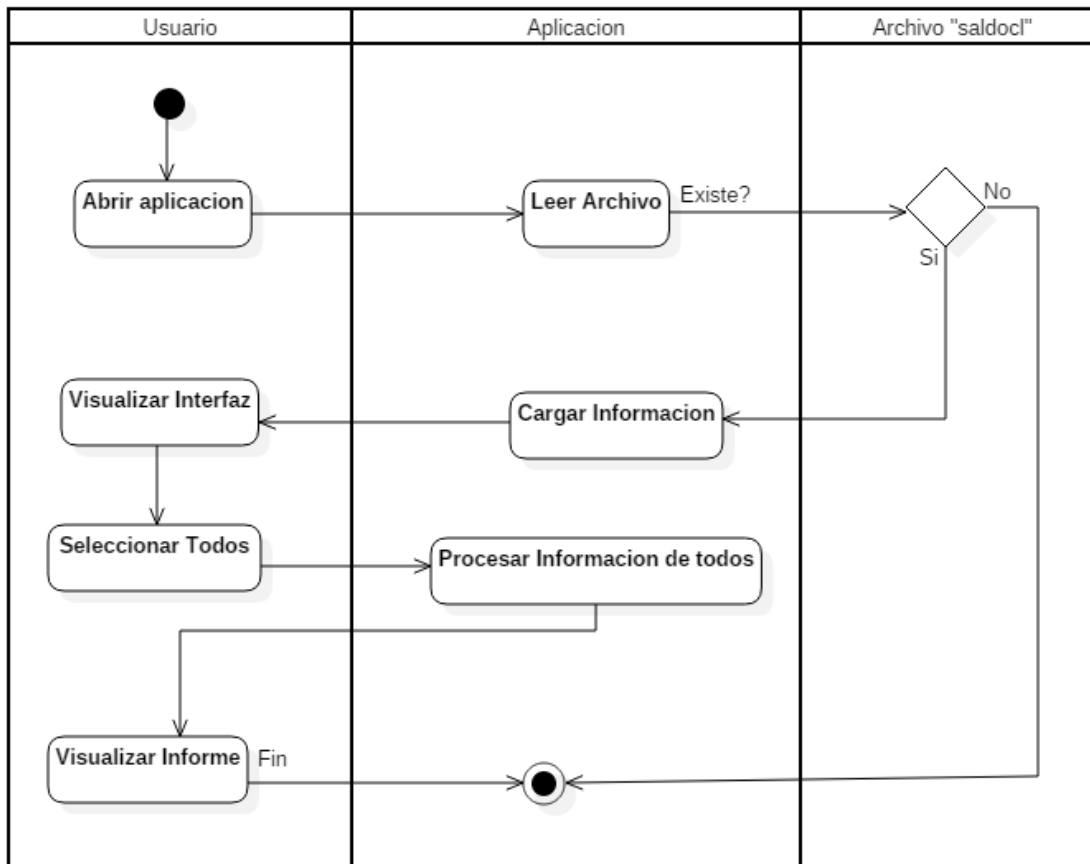 Usuario
Aplicacion
Archivo "saldocl"
Abrir aplicacion
Leer Archivo
Existe?
No
Si
Visualizar Interfaz
Cargar Informacion
Seleccionar Todos
Procesar Informacion de todos
Visualizar Informe
Fin